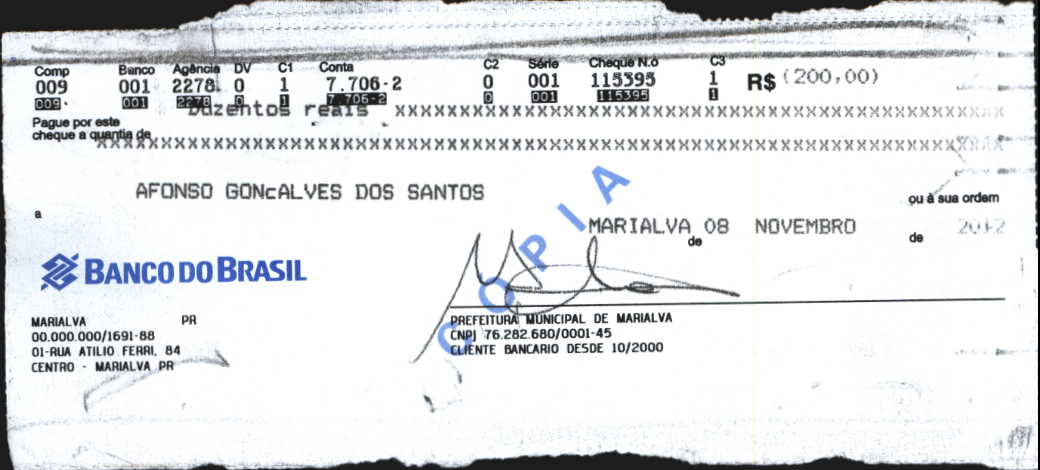 Comp Banco Agência DV C1 Conta C2 Série Cheque N.o C3
009 001 2278 0 1 7.706-2 0 001 115395 1 R$ (200,00)
009 001 2278 0 1 7 706-2 0 001 115395 1
Duzentos reais xxxxxxxxxxxxxxxxxxxxxxxxxxxxxxxxxxxxxxxxxxxxxxxxxx
Pague por este
cheque a quantia de xxxxxxxxxxxxxxxxxxxxxxxxxxxxxxxxxxxxxxxxxxxxxxxxxxxxxxxxxxxxxxxxxxxxxx
AFONSO GONcALVES DOS SANTOS
a ou à sua ordem
MARIALVA 08 de NOVEMBRO de 2012
COPIA
BANCO DO BRASIL
MARIALVA PR
00.000.000/1691-88
01-RUA ATILIO FERRI, 84
CENTRO - MARIALVA PR
PREFEITURA MUNICIPAL DE MARIALVA
CNPJ 76.282.680/0001-45
CLIENTE BANCARIO DESDE 10/2000